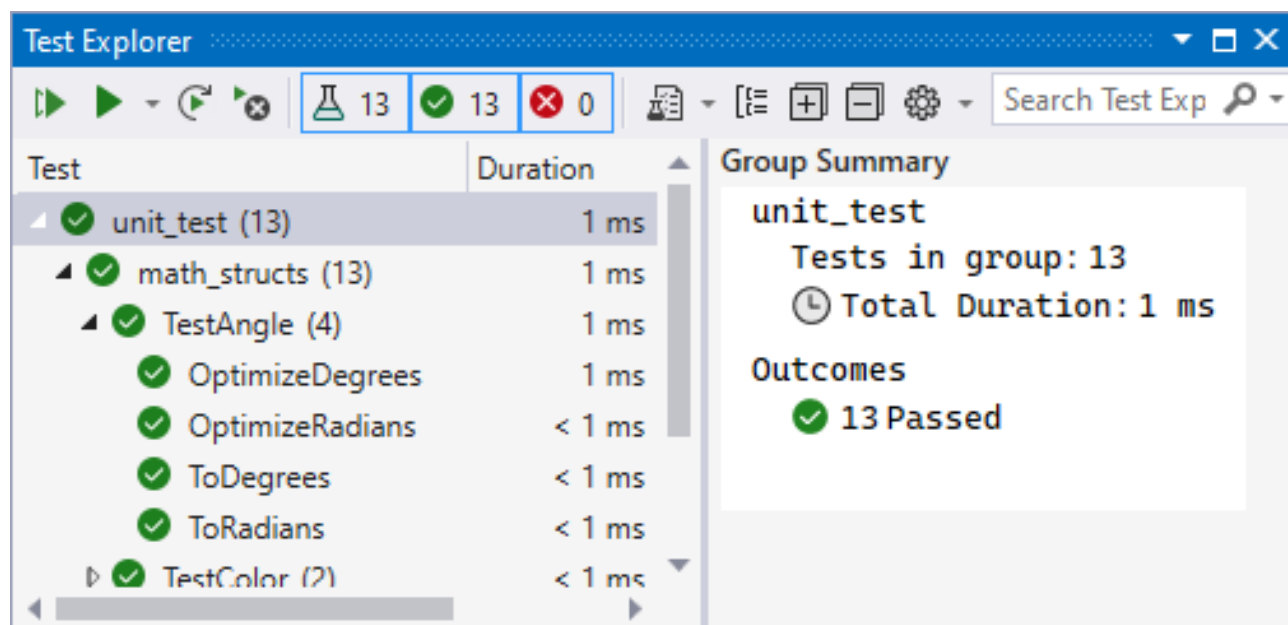 Test Explorer
13 13 0 Search Test Exp
Test Duration
unit_test (13) 1 ms
math_structs (13) 1 ms
TestAngle (4) 1 ms
OptimizeDegrees 1 ms
OptimizeRadians < 1 ms
ToDegrees < 1 ms
ToRadians < 1 ms
TestColor (2) < 1 ms
Group Summary
unit_test
Tests in group: 13
Total Duration: 1 ms
Outcomes
13 Passed